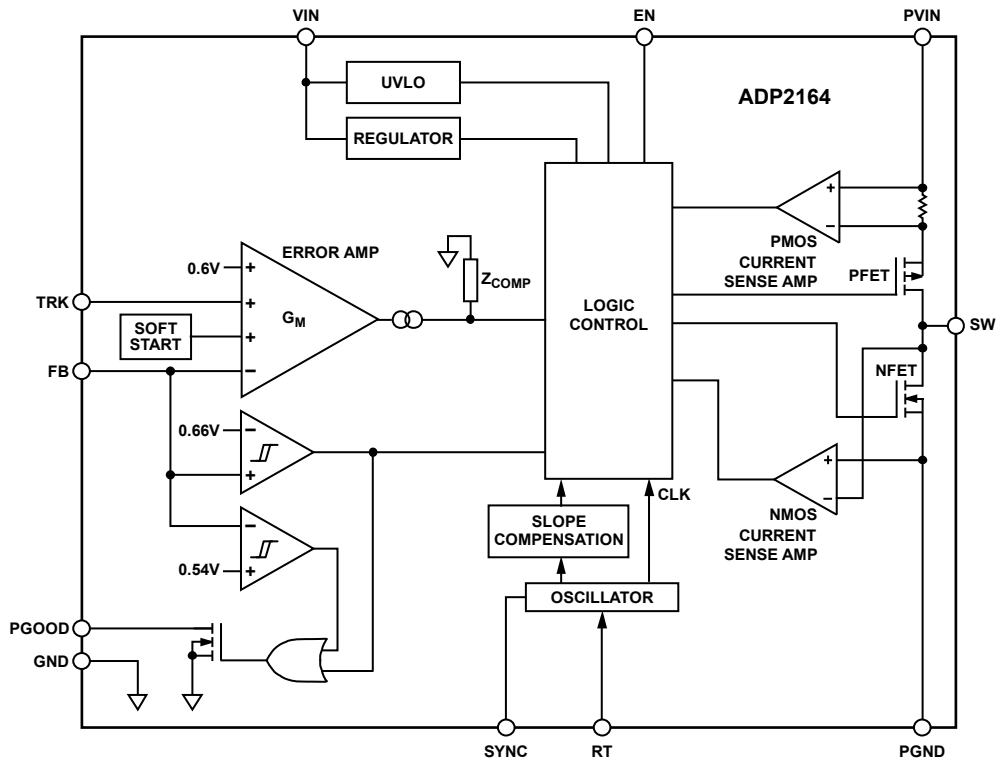 VIN
EN
PVIN
UVLO
ADP2164
REGULATOR
+
−
PMOS
CURRENT
SENSE AMP
ERROR AMP
0.6V
+
ZCOMP
PFET
TRK
+
GM
LOGIC
CONTROL
SOFT
START
+
SW
FB
−
NFET
0.66V
−
+
+
−
CLK
NMOS
CURRENT
SENSE AMP
−
0.54V
+
SLOPE
COMPENSATION
OSCILLATOR
PGOOD
GND
SYNC
RT
PGND